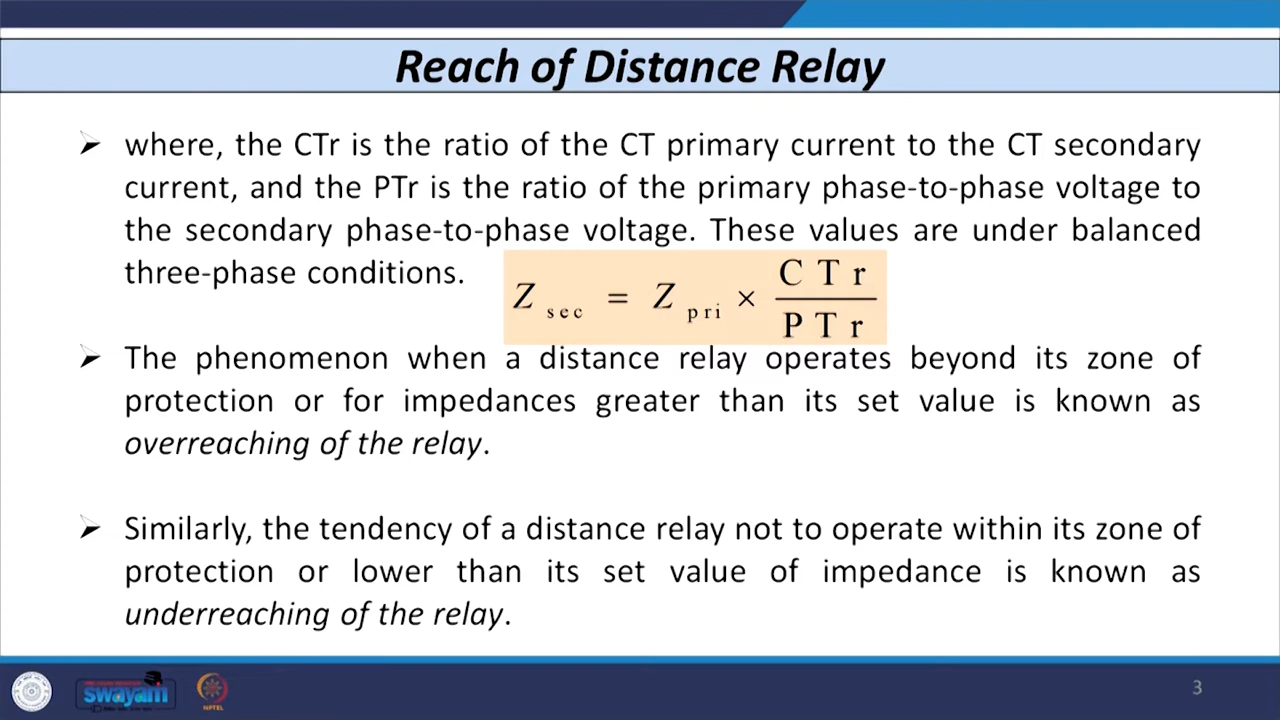 Reach of Distance Relay
➢ where, the CTr is the ratio of the CT primary current to the CT secondary
current, and the PTr is the ratio of the primary phase-to-phase voltage to
the secondary phase-to-phase voltage. These values are under balanced
three-phase conditions.
Z sec = Z pri × CTr / PTr
➢ The phenomenon when a distance relay operates beyond its zone of
protection or for impedances greater than its set value is known as
overreaching of the relay.
➢ Similarly, the tendency of a distance relay not to operate within its zone of
protection or lower than its set value of impedance is known as
underreaching of the relay.
swayam
NPTEL
3